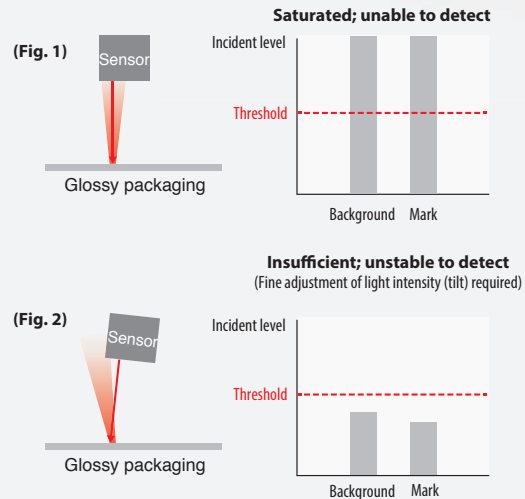 Saturated; unable to detect
(Fig. 1)
Sensor
Glossy packaging
Incident level
Threshold
Background Mark
Insufficient; unstable to detect
(Fine adjustment of light intensity (tilt) required)
(Fig. 2)
Sensor
Glossy packaging
Incident level
Threshold
Background Mark